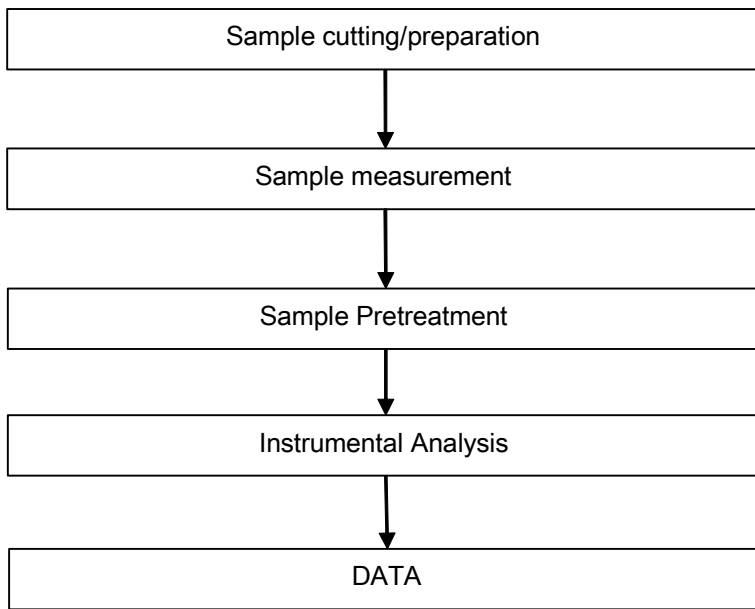 Sample cutting/preparation
Sample measurement
Sample Pretreatment
Instrumental Analysis
DATA